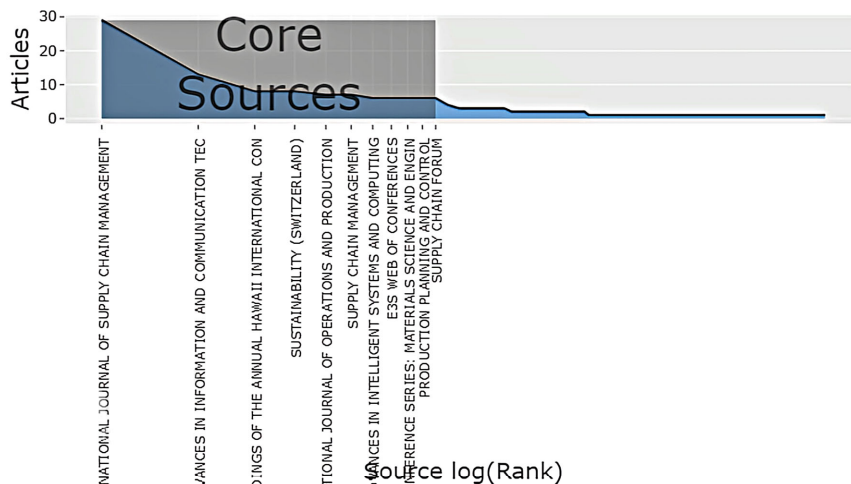 Core
Sources
Articles
30
20
10
0
NATIONAL JOURNAL OF SUPPLY CHAIN MANAGEMENT
VANCES IN INFORMATION AND COMMUNICATION TEC
DINGS OF THE ANNUAL HAWAII INTERNATIONAL CON
SUSTAINABILITY (SWITZERLAND)
TIONAL JOURNAL OF OPERATIONS AND PRODUCTION
SUPPLY CHAIN MANAGEMENT
VANCES IN INTELLIGENT SYSTEMS AND COMPUTING
E3S WEB OF CONFERENCES
NFERENCE SERIES: MATERIALS SCIENCE AND ENGIN
PRODUCTION PLANNING AND CONTROL
SUPPLY CHAIN FORUM
Source log(Rank)